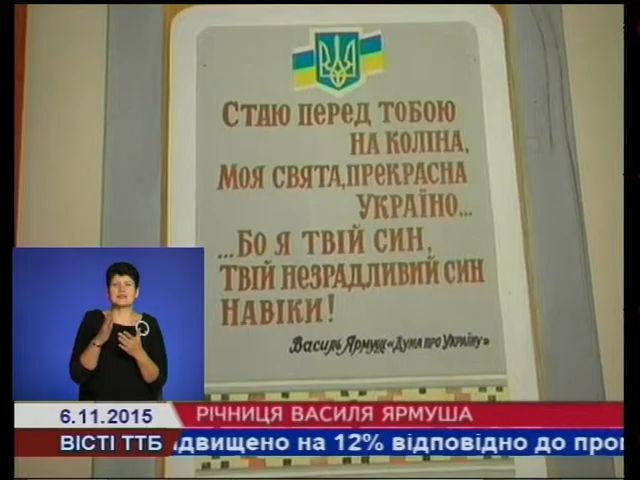 СТАЮ ПЕРЕД ТОБОЮ
НА КОЛІНА,
МОЯ СВЯТА, ПРЕКРАСНА
УКРАЇНО...
...БО Я ТВІЙ СИН,
ТВІЙ НЕЗРАДЛИВИЙ СИН
НАВІКИ!
ВАСИЛЬ ЯРМУШ «ДУМА ПРО УКРАЇНУ»
6.11.2015 РІЧНИЦЯ ВАСИЛЯ ЯРМУША
ВІСТІ ТТБ двищено на 12% відповідно до